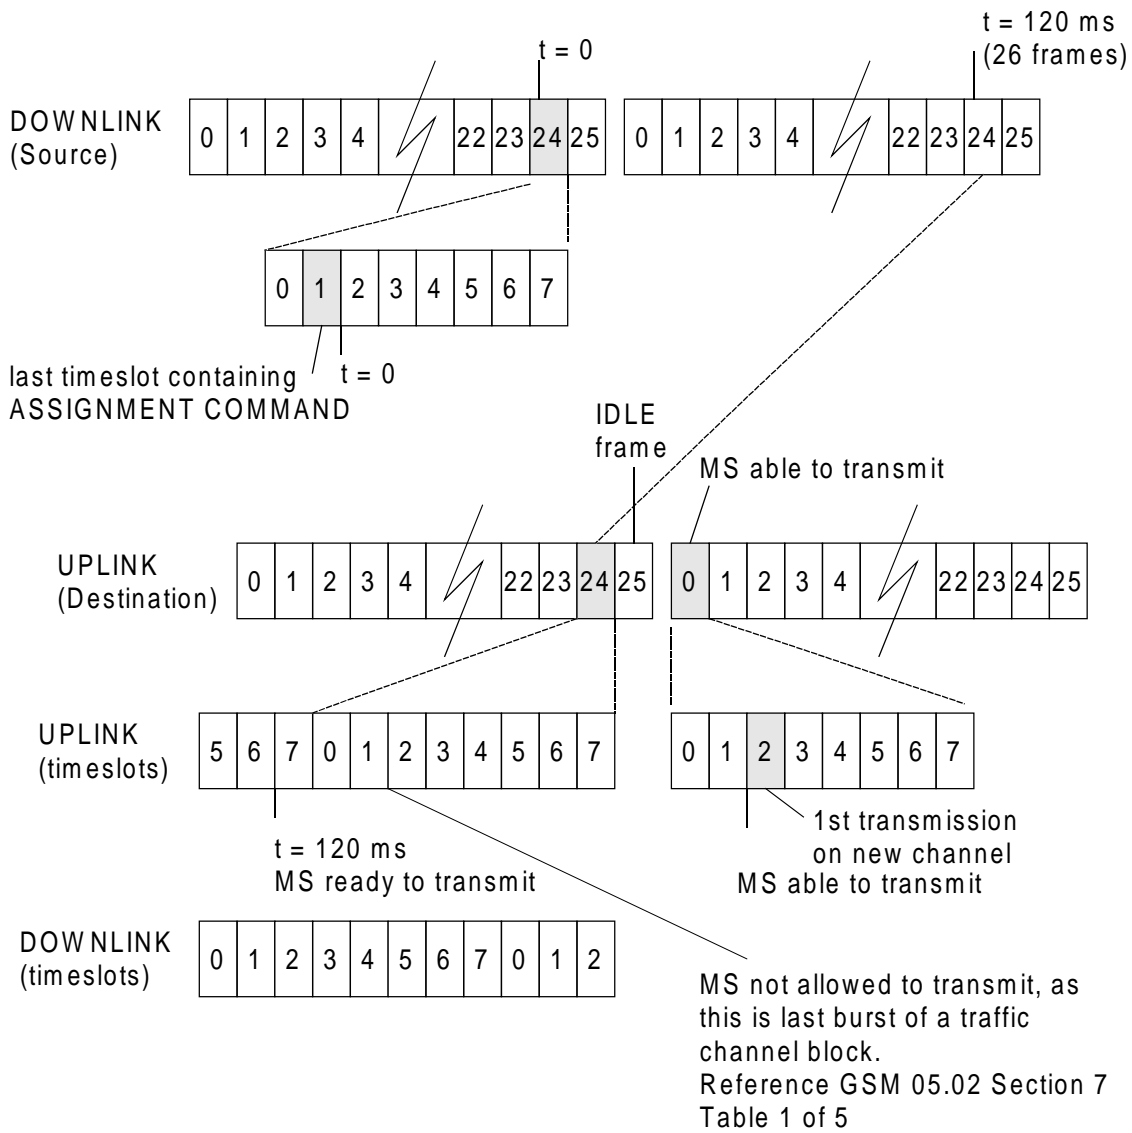 t = 120 ms
(26 frames)
t = 0
DOWNLINK
(Source)
0 1 2 3 4 22 23 24 25 0 1 2 3 4 22 23 24 25
0 1 2 3 4 5 6 7
last timeslot containing
ASSIGNMENT COMMAND
t = 0
IDLE
frame
MS able to transmit
UPLINK
(Destination)
0 1 2 3 4 22 23 24 25 0 1 2 3 4 22 23 24 25
UPLINK
(timeslots)
5 6 7 0 1 2 3 4 5 6 7 0 1 2 3 4 5 6 7
t = 120 ms
MS ready to transmit
1st transmission
on new channel
MS able to transmit
DOWNLINK
(timeslots)
0 1 2 3 4 5 6 7 0 1 2
MS not allowed to transmit, as
this is last burst of a traffic
channel block.
Reference GSM 05.02 Section 7
Table 1 of 5